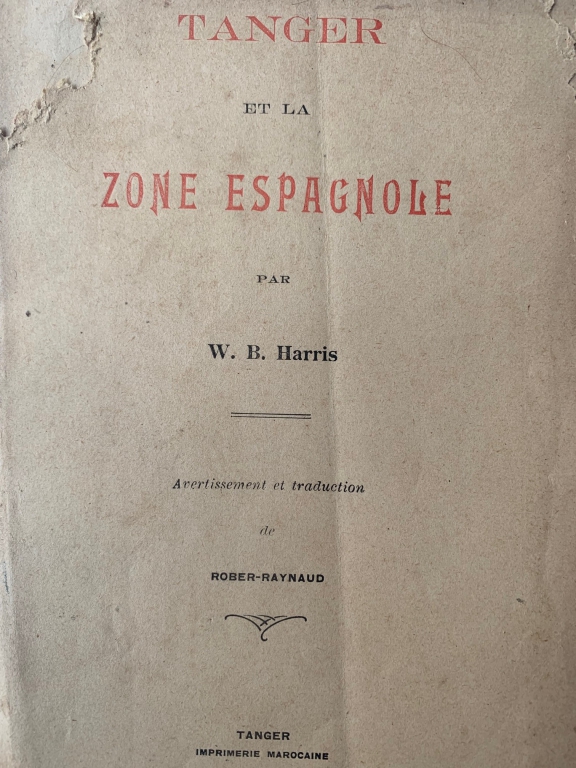 TANGER
ET LA
ZONE ESPAGNOLE
PAR
W. B. Harris
Avertissement et traduction
de
ROBER-RAYNAUD
TANGER
IMPRIMERIE MAROCAINE